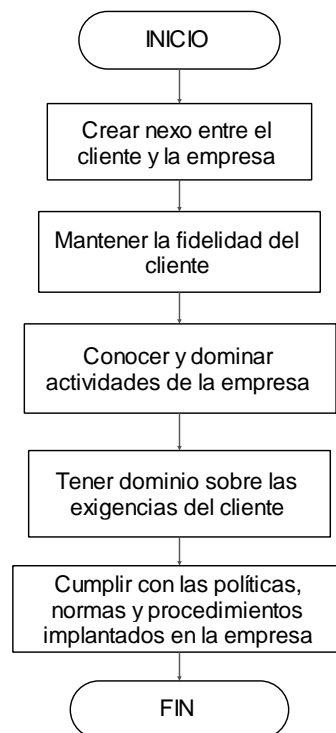 INICIO
Crear nexo entre el
cliente y la empresa
Mantener la fidelidad del
cliente
Conocer y dominar
actividades de la empresa
Tener dominio sobre las
exigencias del cliente
Cumplir con las políticas,
normas y procedimientos
implantados en la empresa
FIN